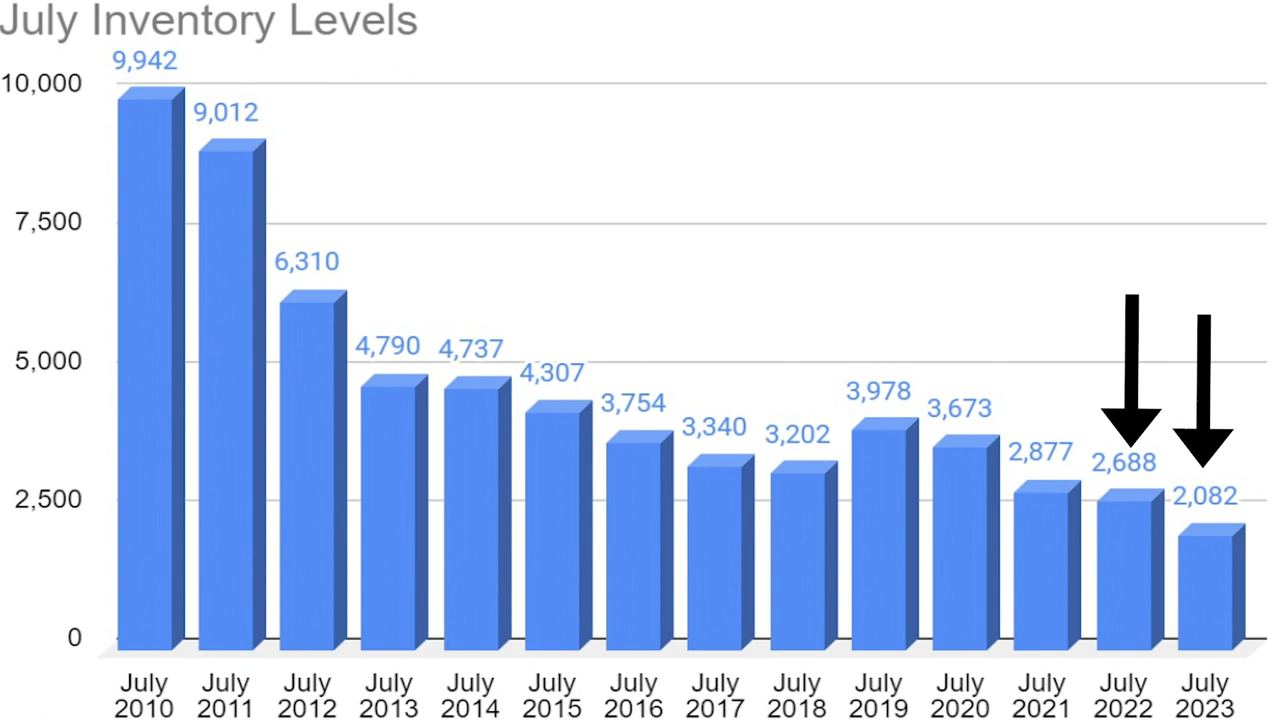 July Inventory Levels
9,942
10,000
9,012
7,500
6,310
5,000
4,790
4,737
4,307
3,754
3,340
3,202
3,978
3,673
2,877
2,688
2,082
2,500
0
July
2010
July
2011
July
2012
July
2013
July
2014
July
2015
July
2016
July
2017
July
2018
July
2019
July
2020
July
2021
July
2022
July
2023